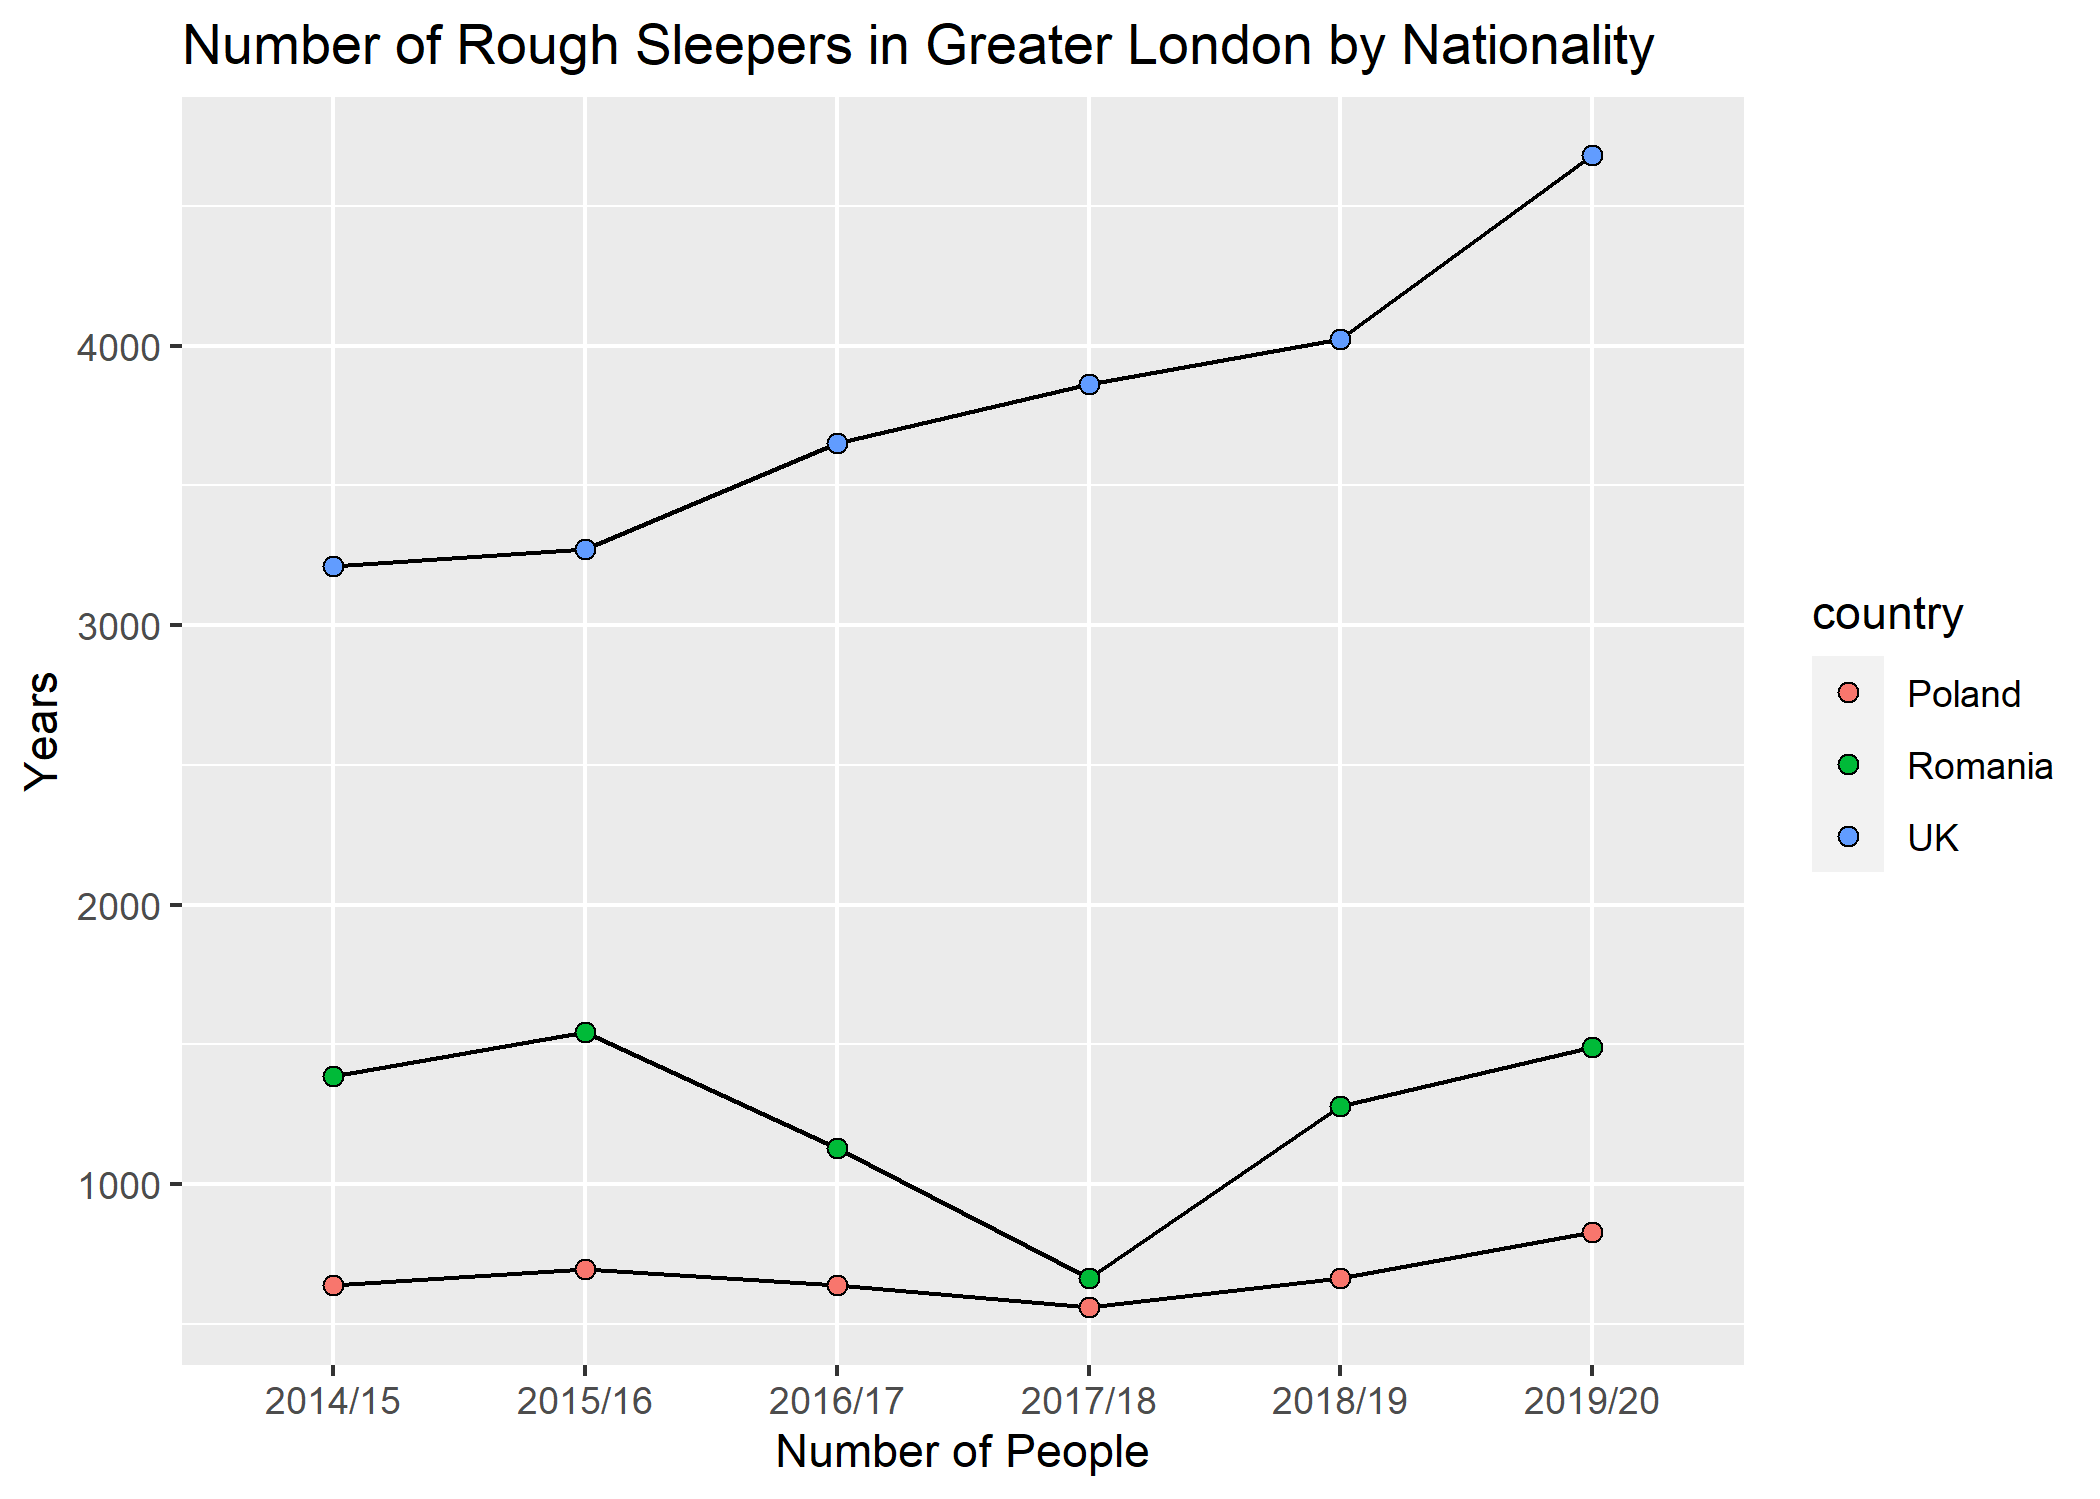 Number of Rough Sleepers in Greater London by Nationality
4000
3000
2000
1000
Years
2014/15 2015/16 2016/17 2017/18 2018/19 2019/20
Number of People
country
Poland
Romania
UK